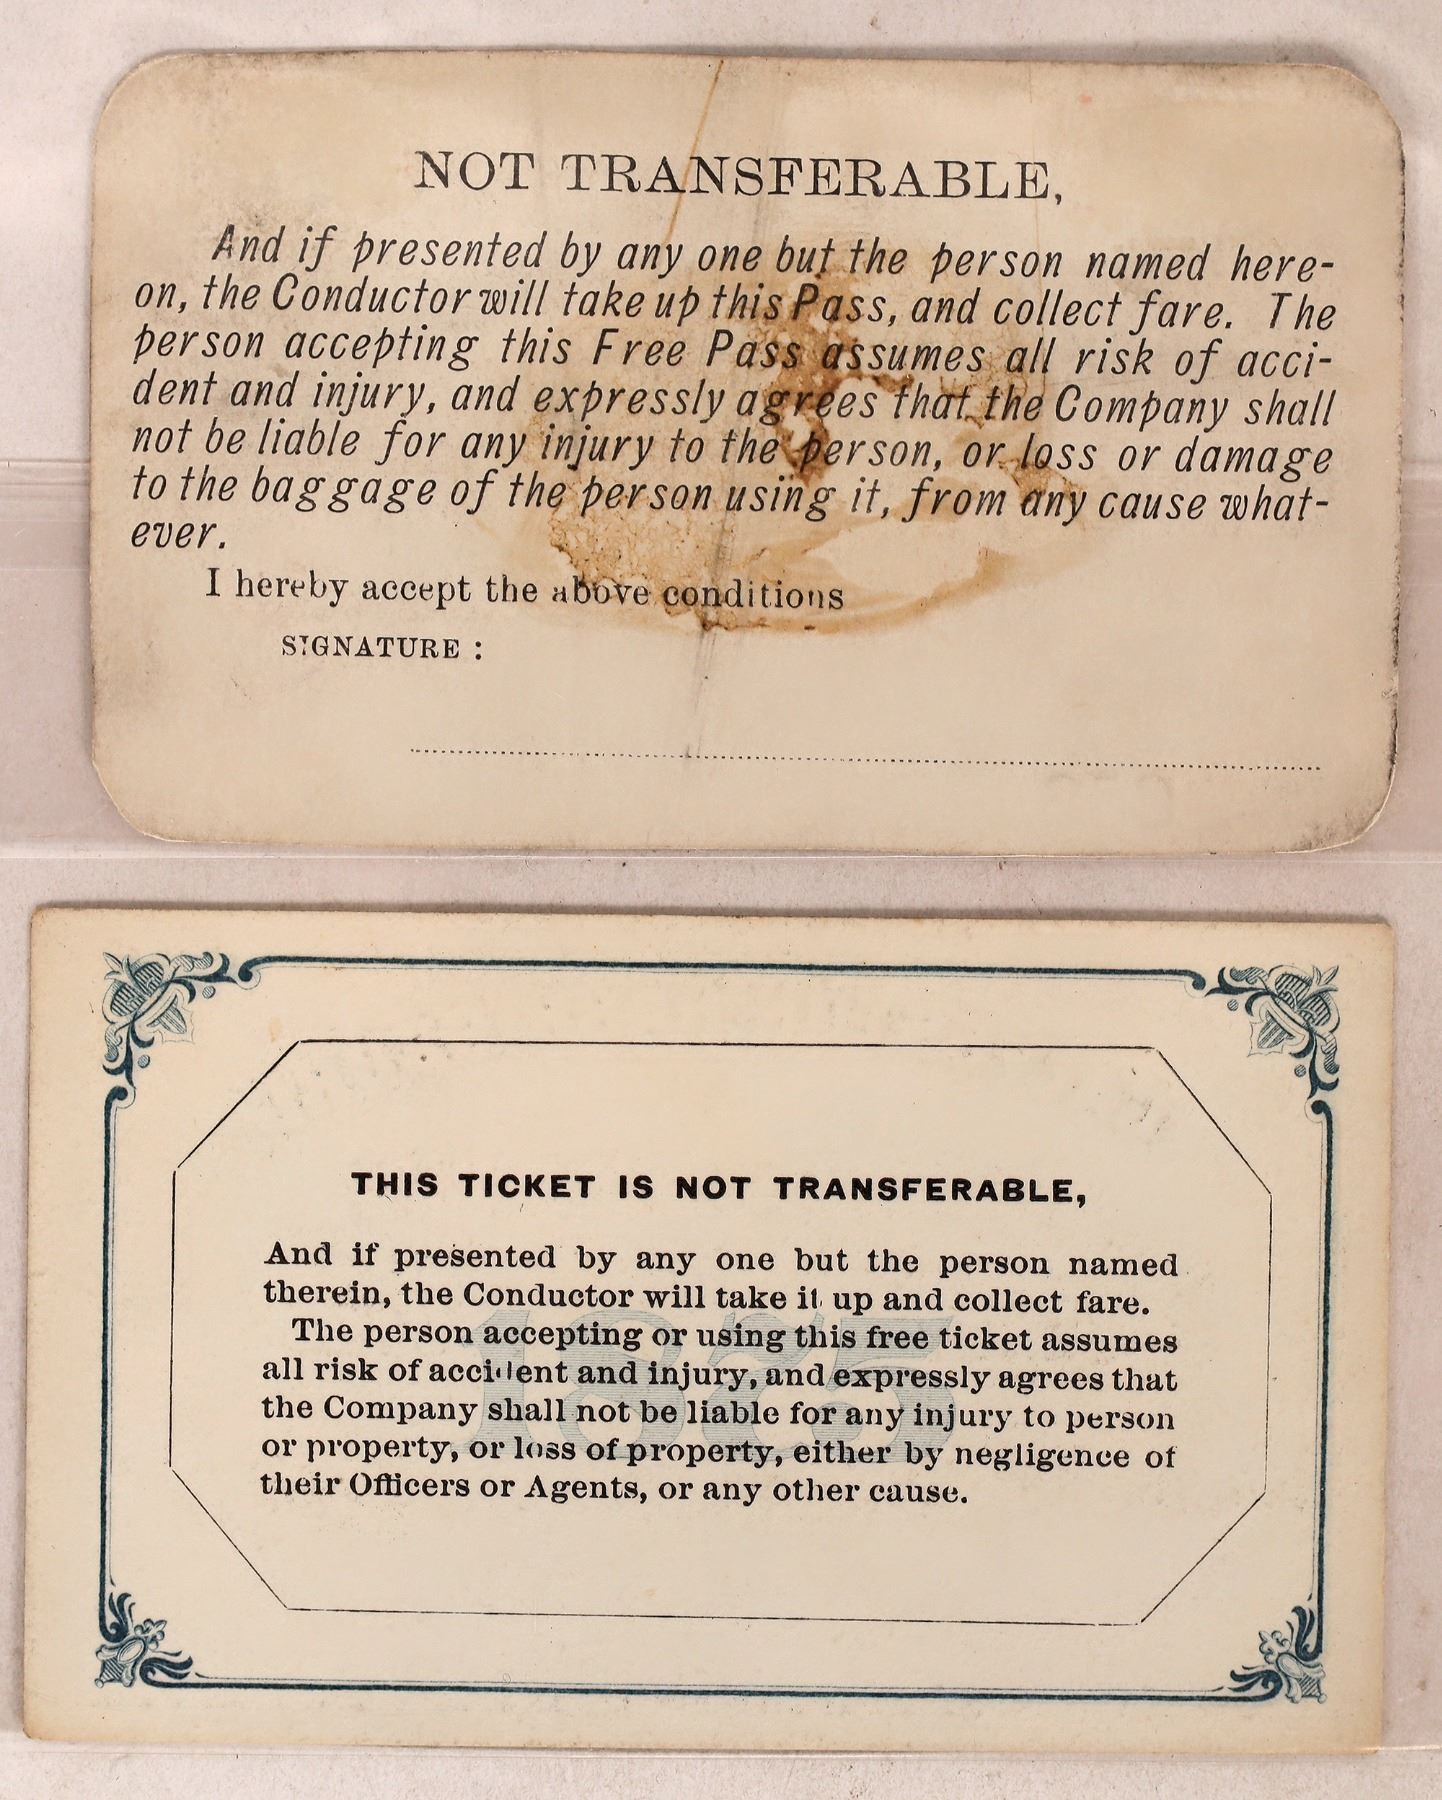 NOT TRANSFERABLE,
And if presented by any one but the person named here-
on, the Conductor will take up this Pass, and collect fare. The
person accepting this Free Pass assumes all risk of acci-
dent and injury, and expressly agrees that the Company shall
not be liable for any injury to the person, or loss or damage
to the baggage of the person using it, from any cause what-
ever.
I hereby accept the above conditions
SIGNATURE :
THIS TICKET IS NOT TRANSFERABLE,
And if presented by any one but the person named
therein, the Conductor will take it up and collect fare.
The person accepting or using this free ticket assumes
all risk of accident and injury, and expressly agrees that
the Company shall not be liable for any injury to person
or property, or loss of property, either by negligence of
their Officers or Agents, or any other cause.